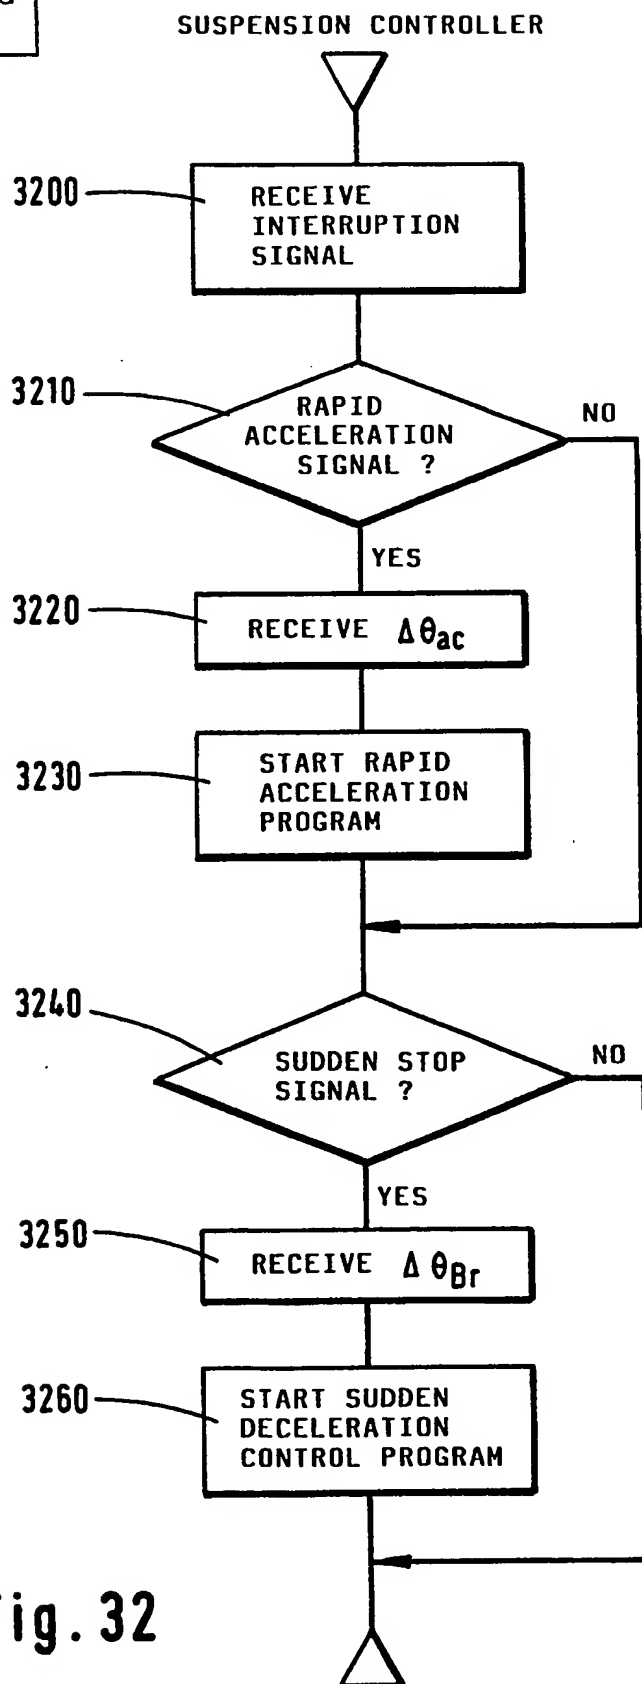 SUSPENSION CONTROLLER
3200
RECEIVE
INTERRUPTION
SIGNAL
3210
RAPID
ACCELERATION
SIGNAL ?
NO
YES
3220
RECEIVE Δθac
3230
START RAPID
ACCELERATION
PROGRAM
3240
SUDDEN STOP
SIGNAL ?
NO
YES
3250
RECEIVE ΔθBr
3260
START SUDDEN
DECELERATION
CONTROL PROGRAM
ig. 32